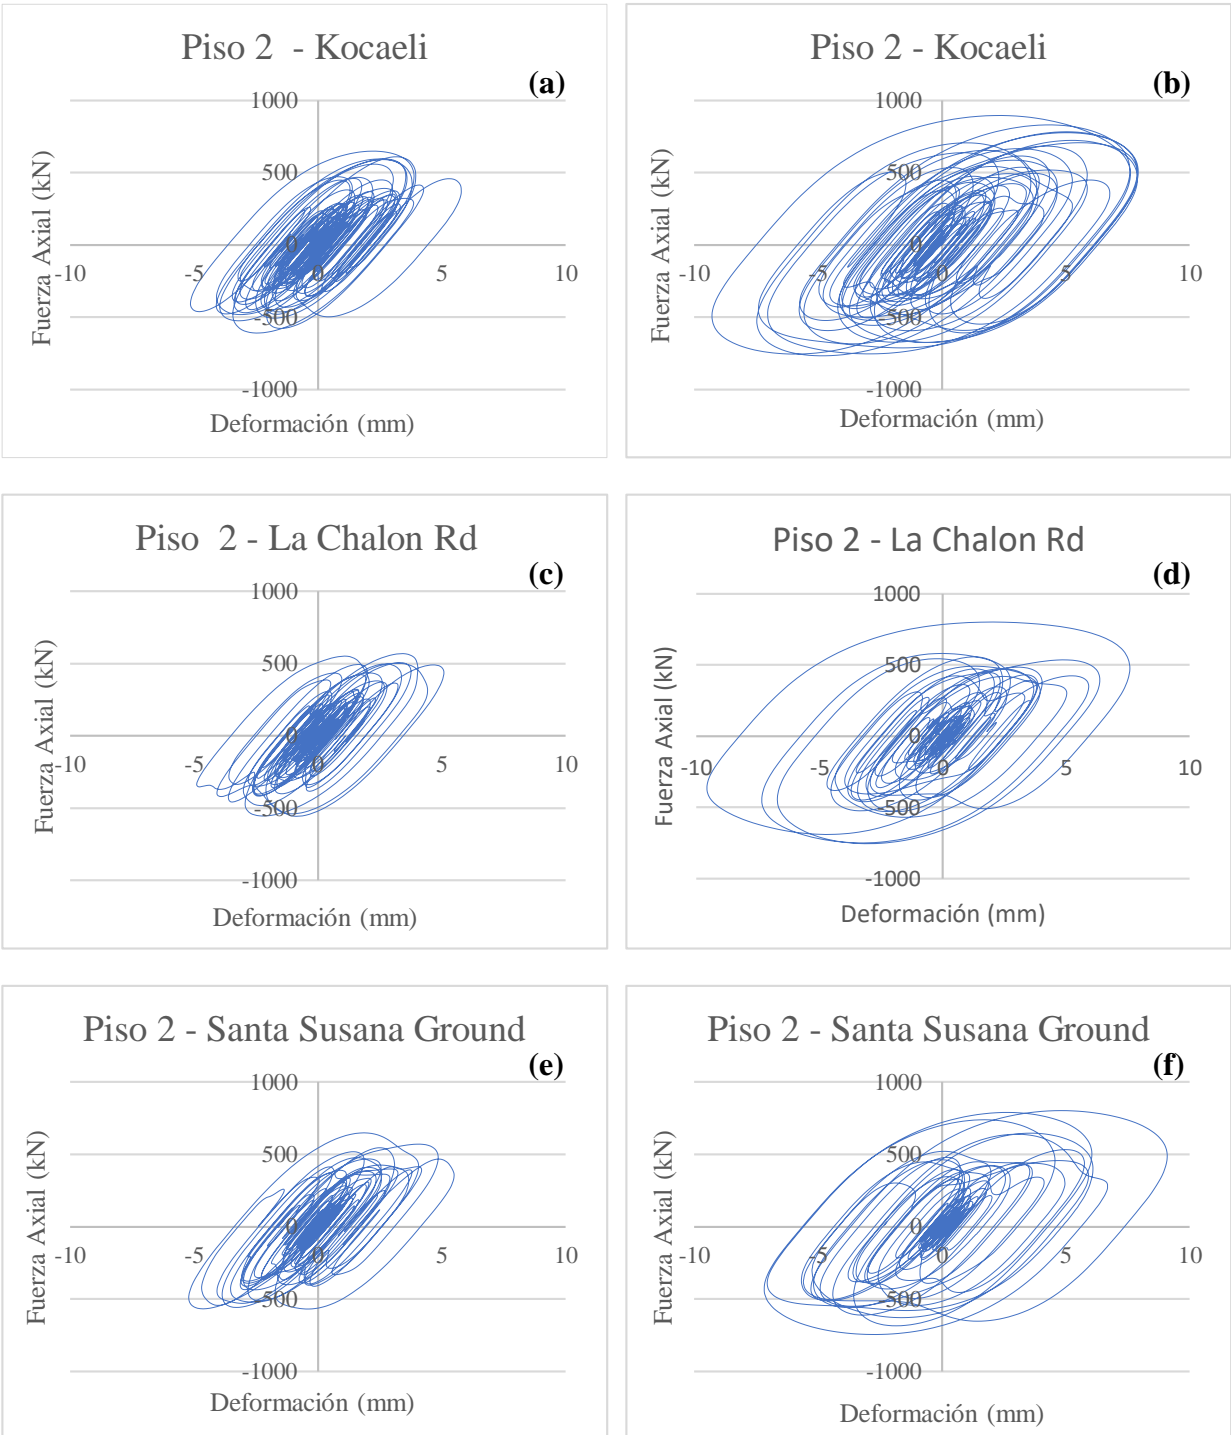 Piso 2 - Kocaeli
(a)
1000
500
0
-500
-1000
-10
-5
0
5
10
Fuerza Axial (kN)
Deformación (mm)
Piso 2 - Kocaeli
(b)
1000
500
0
-500
-1000
-10
-5
0
5
10
Fuerza Axial (kN)
Deformación (mm)
Piso 2 - La Chalon Rd
(c)
1000
500
0
-500
-1000
-10
-5
0
5
10
Fuerza Axial (kN)
Deformación (mm)
Piso 2 - La Chalon Rd
(d)
1000
500
0
-500
-1000
-10
-5
0
5
10
Fuerza Axial (kN)
Deformación (mm)
Piso 2 - Santa Susana Ground
(e)
1000
500
0
-500
-1000
-10
-5
0
5
10
Fuerza Axial (kN)
Deformación (mm)
Piso 2 - Santa Susana Ground
(f)
1000
500
0
-500
-1000
-10
-5
0
5
10
Fuerza Axial (kN)
Deformación (mm)